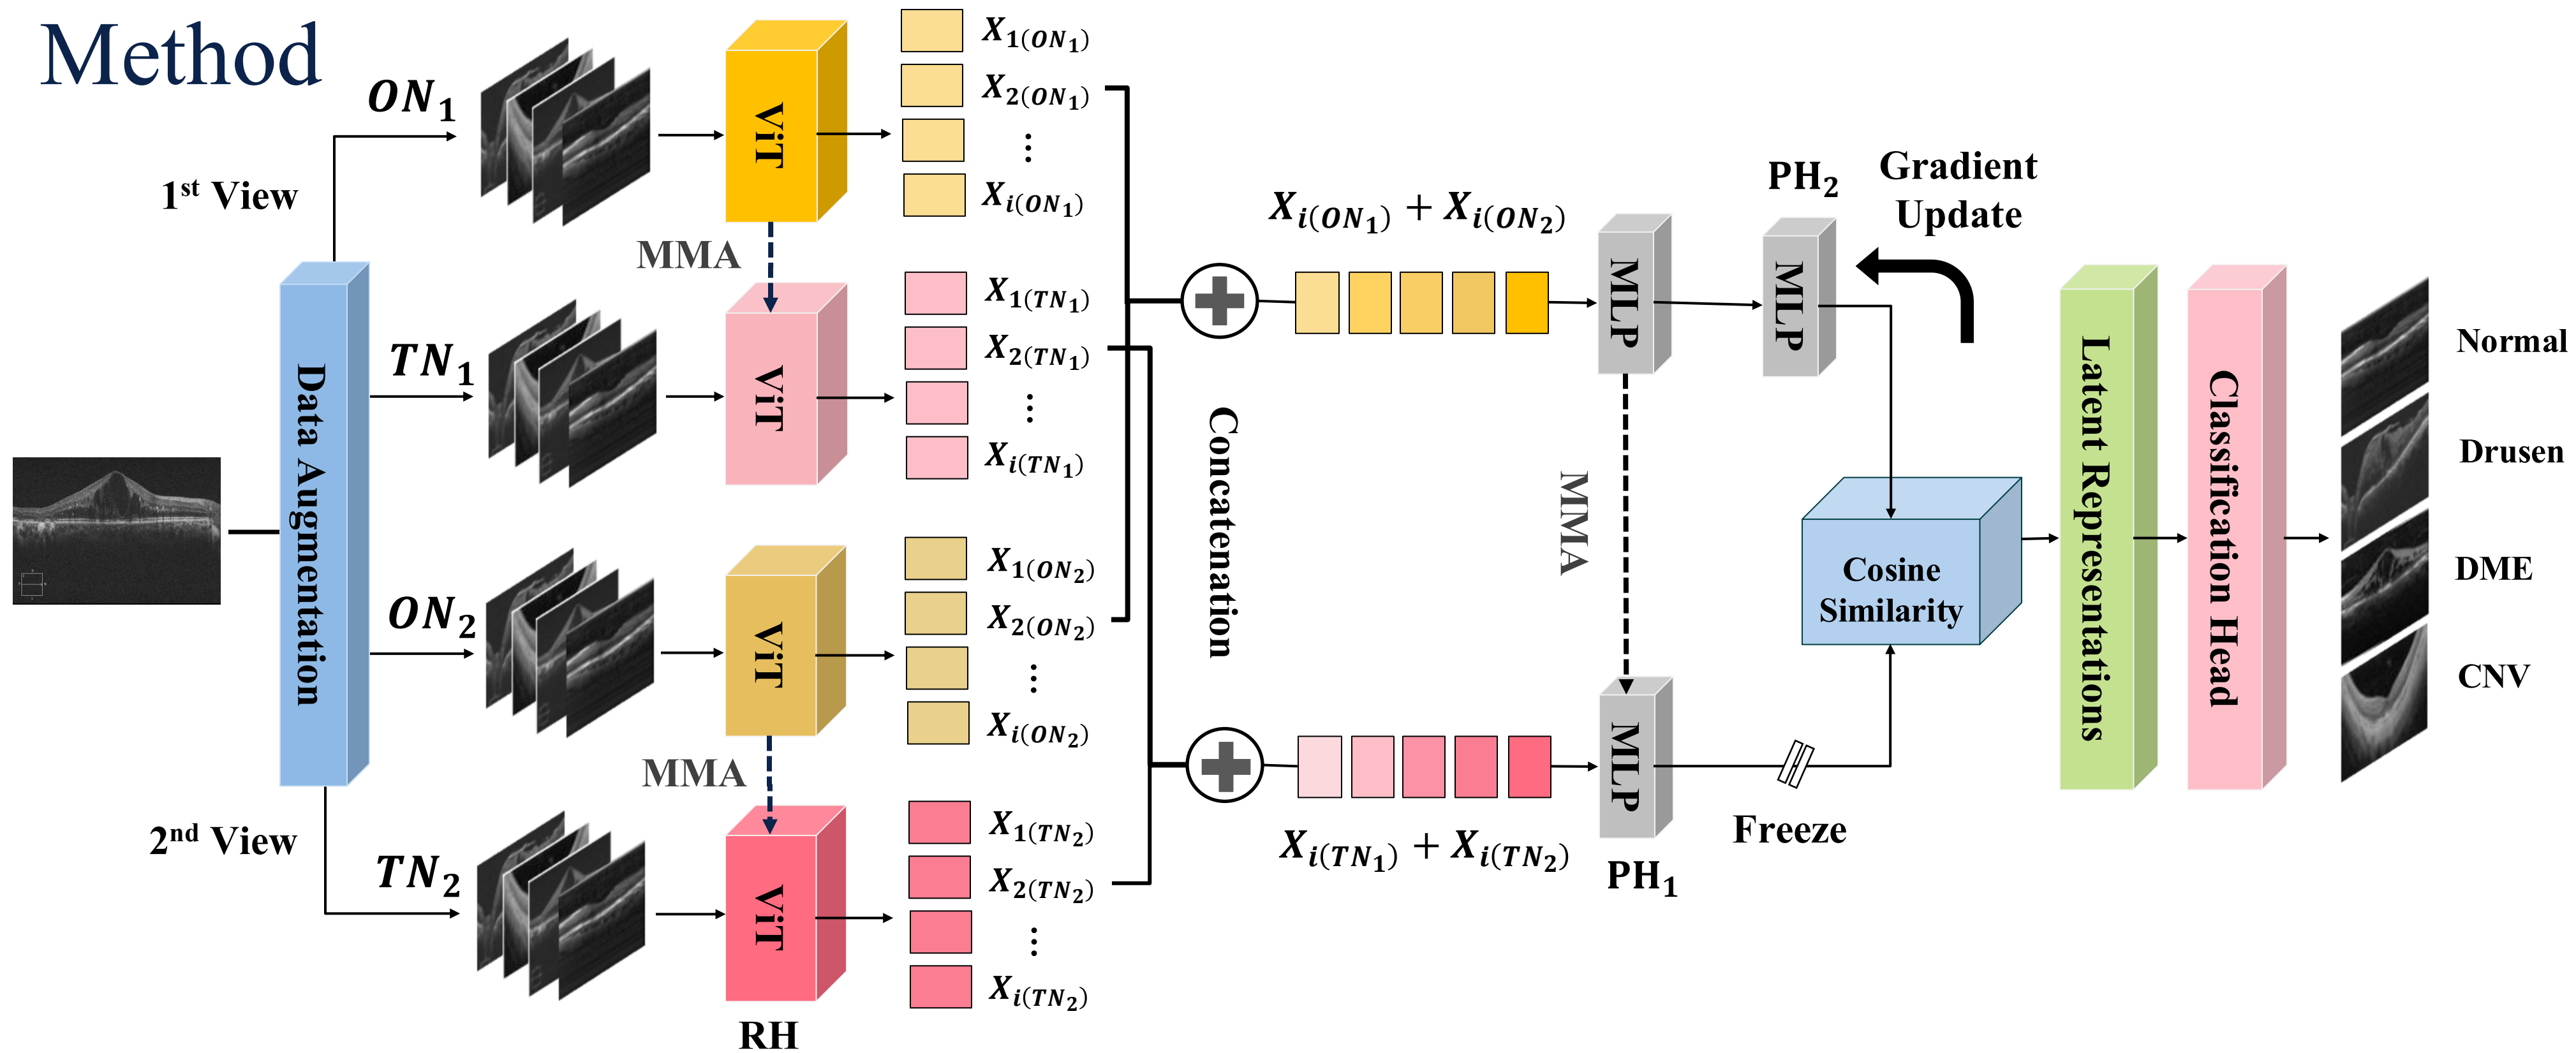 Method
1st View
2nd View
Data Augmentation
ON₁
TN₁
ON₂
TN₂
ViT
MMA
ViT
ViT
MMA
ViT
RH
X₁(ON₁)
X₂(ON₁)
⋮
Xᵢ(ON₁)
X₁(TN₁)
X₂(TN₁)
⋮
Xᵢ(TN₁)
X₁(ON₂)
X₂(ON₂)
⋮
Xᵢ(ON₂)
X₁(TN₂)
X₂(TN₂)
⋮
Xᵢ(TN₂)
Concatenation
Xᵢ(ON₁) + Xᵢ(ON₂)
MLP
PH₂
MLP
Gradient
Update
MMA
Xᵢ(TN₁) + Xᵢ(TN₂)
MLP
PH₁
Freeze
Cosine
Similarity
Latent Representations
Classification Head
Normal
Drusen
DME
CNV